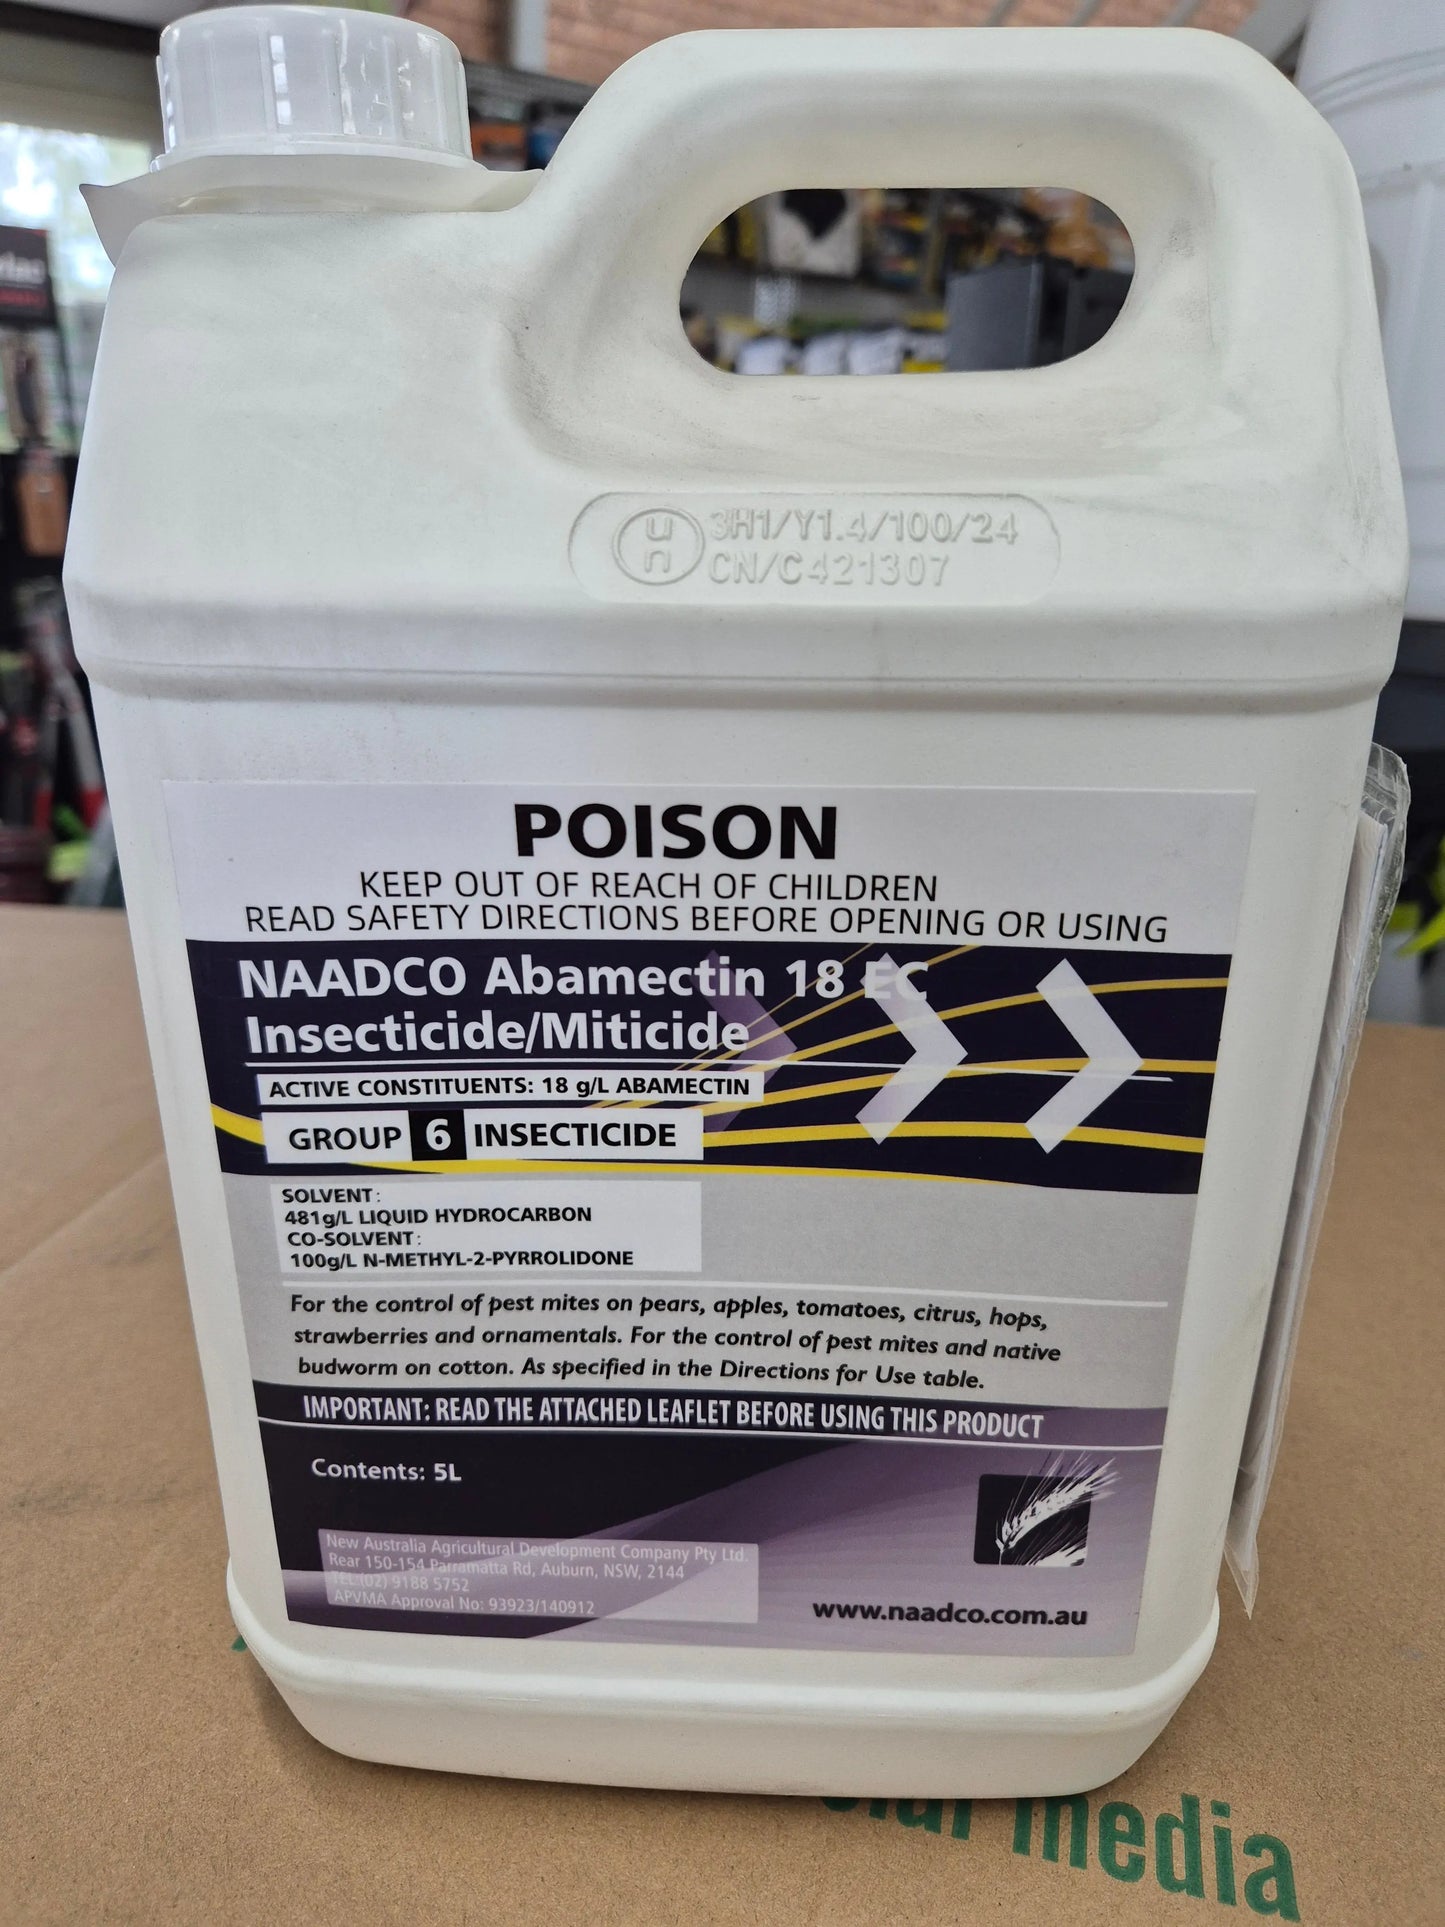 un 3H1/Y1.4/100/24
CN/C421307
POISON
KEEP OUT OF REACH OF CHILDREN
READ SAFETY DIRECTIONS BEFORE OPENING OR USING
NAADCO Abamectin 18 EC
Insecticide/Miticide
ACTIVE CONSTITUENTS: 18 g/L ABAMECTIN
GROUP 6 INSECTICIDE
SOLVENT:
481g/L LIQUID HYDROCARBON
CO-SOLVENT:
100g/L N-METHYL-2-PYRROLIDONE
For the control of pest mites on pears, apples, tomatoes, citrus, hops,
strawberries and ornamentals. For the control of pest mites and native
budworm on cotton. As specified in the Directions for Use table.
IMPORTANT: READ THE ATTACHED LEAFLET BEFORE USING THIS PRODUCT
Contents: 5L
New Australia Agricultural Development Company Pty Ltd.
Rear 150-154 Parramatta Rd, Auburn, NSW, 2144
TEL:(02) 9188 5752
APVMA Approval No: 93923/140912
www.naadco.com.au
media